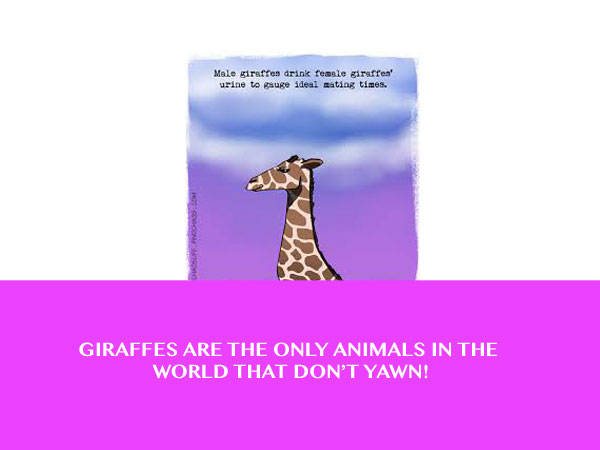 Male giraffes drink female giraffes'
urine to gauge ideal mating times.
GIRAFFES ARE THE ONLY ANIMALS IN THE
WORLD THAT DON'T YAWN!